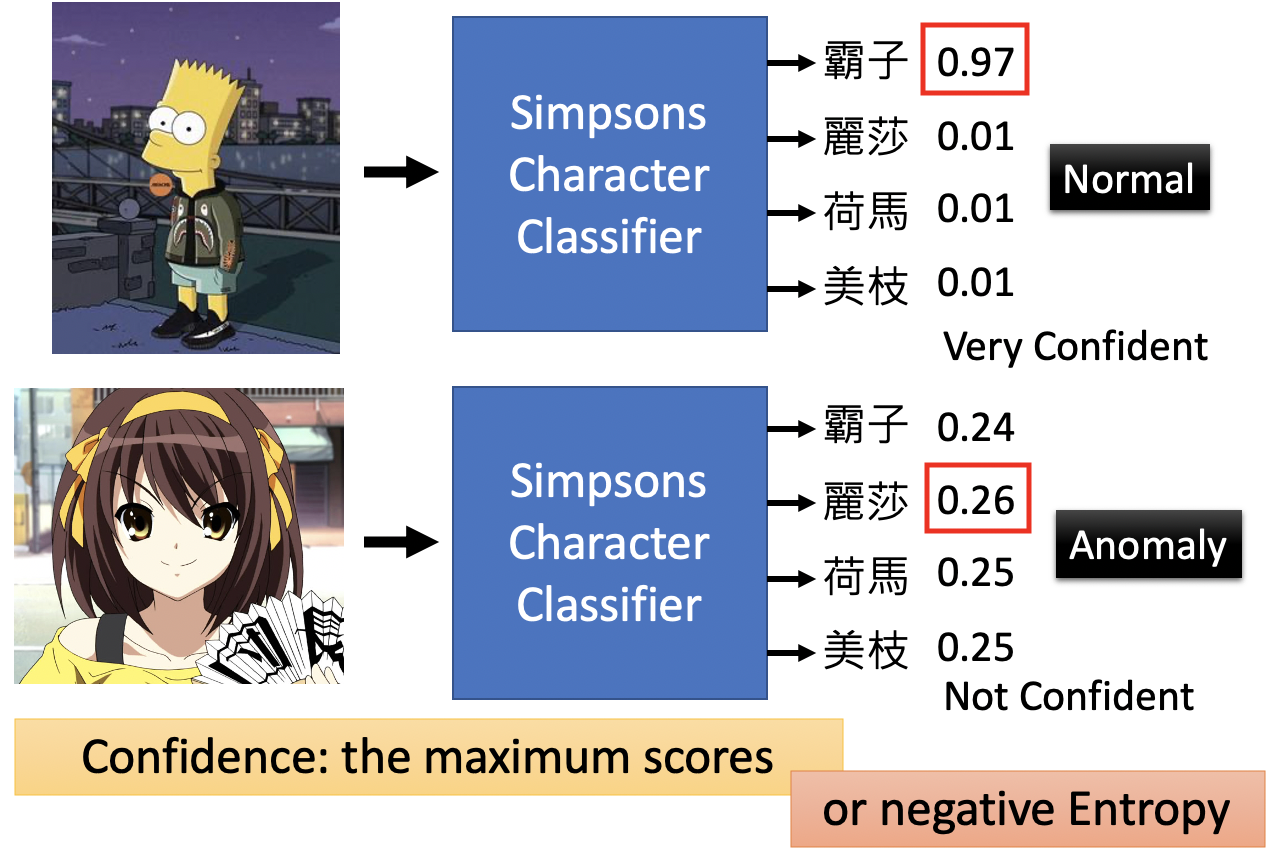 Simpsons
Character
Classifier
霸子 0.97
麗莎 0.01
荷馬 0.01
美枝 0.01
Normal
Very Confident
Simpsons
Character
Classifier
霸子 0.24
麗莎 0.26
荷馬 0.25
美枝 0.25
Anomaly
Not Confident
Confidence: the maximum scores
or negative Entropy